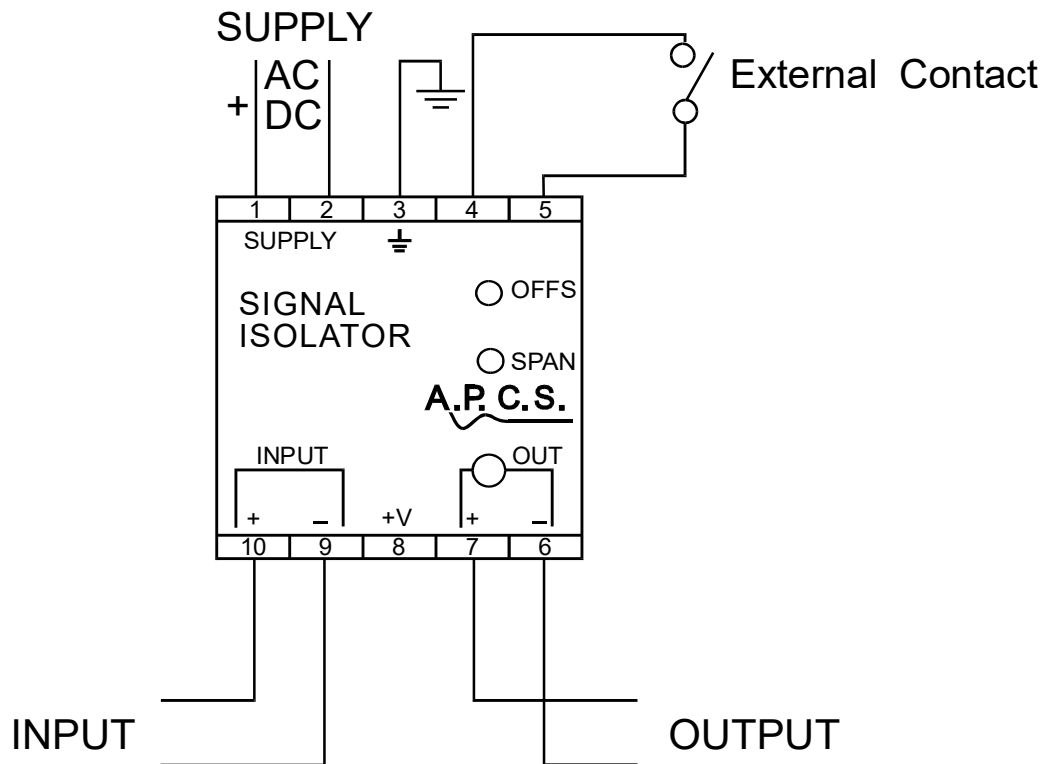 SUPPLY
AC
+ DC
External Contact
1 2 3 4 5
SUPPLY
OFFS
SIGNAL
ISOLATOR
SPAN
A.P.C.S.
INPUT
OUT
+ – +V + –
10 9 8 7 6
INPUT
OUTPUT